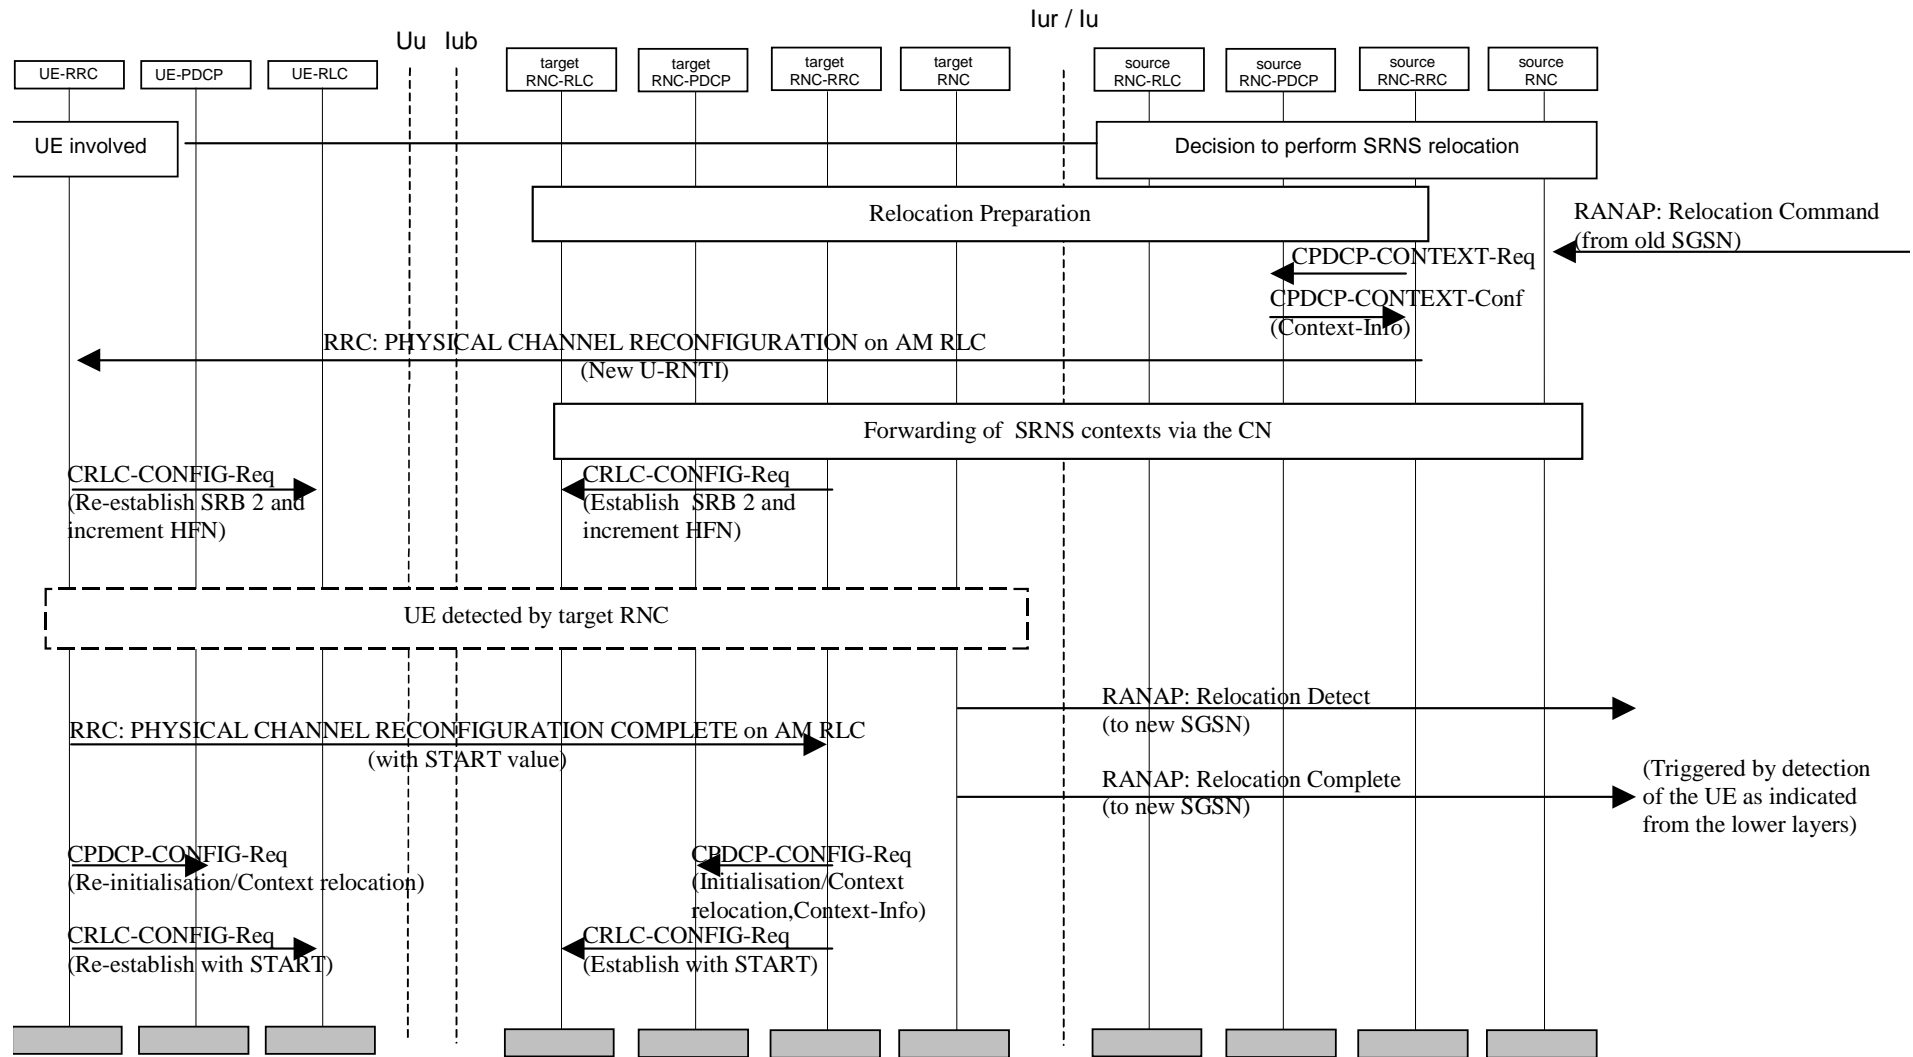 Iur / Iu
Uu Iub
UE-RRC
UE-PDCP
UE-RLC
target
RNC-RLC
target
RNC-PDCP
target
RNC-RRC
target
RNC
source
RNC-RLC
source
RNC-PDCP
source
RNC-RRC
source
RNC
UE involved
Decision to perform SRNS relocation
Relocation Preparation
RANAP: Relocation Command
(from old SGSN)
CPDCP-CONTEXT-Req
CPDCP-CONTEXT-Conf
(Context-Info)
RRC: PHYSICAL CHANNEL RECONFIGURATION on AM RLC
(New U-RNTI)
Forwarding of SRNS contexts via the CN
CRLC-CONFIG-Req
(Re-establish SRB 2 and
increment HFN)
CRLC-CONFIG-Req
(Establish SRB 2 and
increment HFN)
UE detected by target RNC
RANAP: Relocation Detect
(to new SGSN)
RRC: PHYSICAL CHANNEL RECONFIGURATION COMPLETE on AM RLC
(with START value)
RANAP: Relocation Complete
(to new SGSN)
(Triggered by detection
of the UE as indicated
from the lower layers)
CPDCP-CONFIG-Req
(Re-initialisation/Context relocation)
CPDCP-CONFIG-Req
(Initialisation/Context
relocation,Context-Info)
CRLC-CONFIG-Req
(Re-establish with START)
CRLC-CONFIG-Req
(Establish with START)